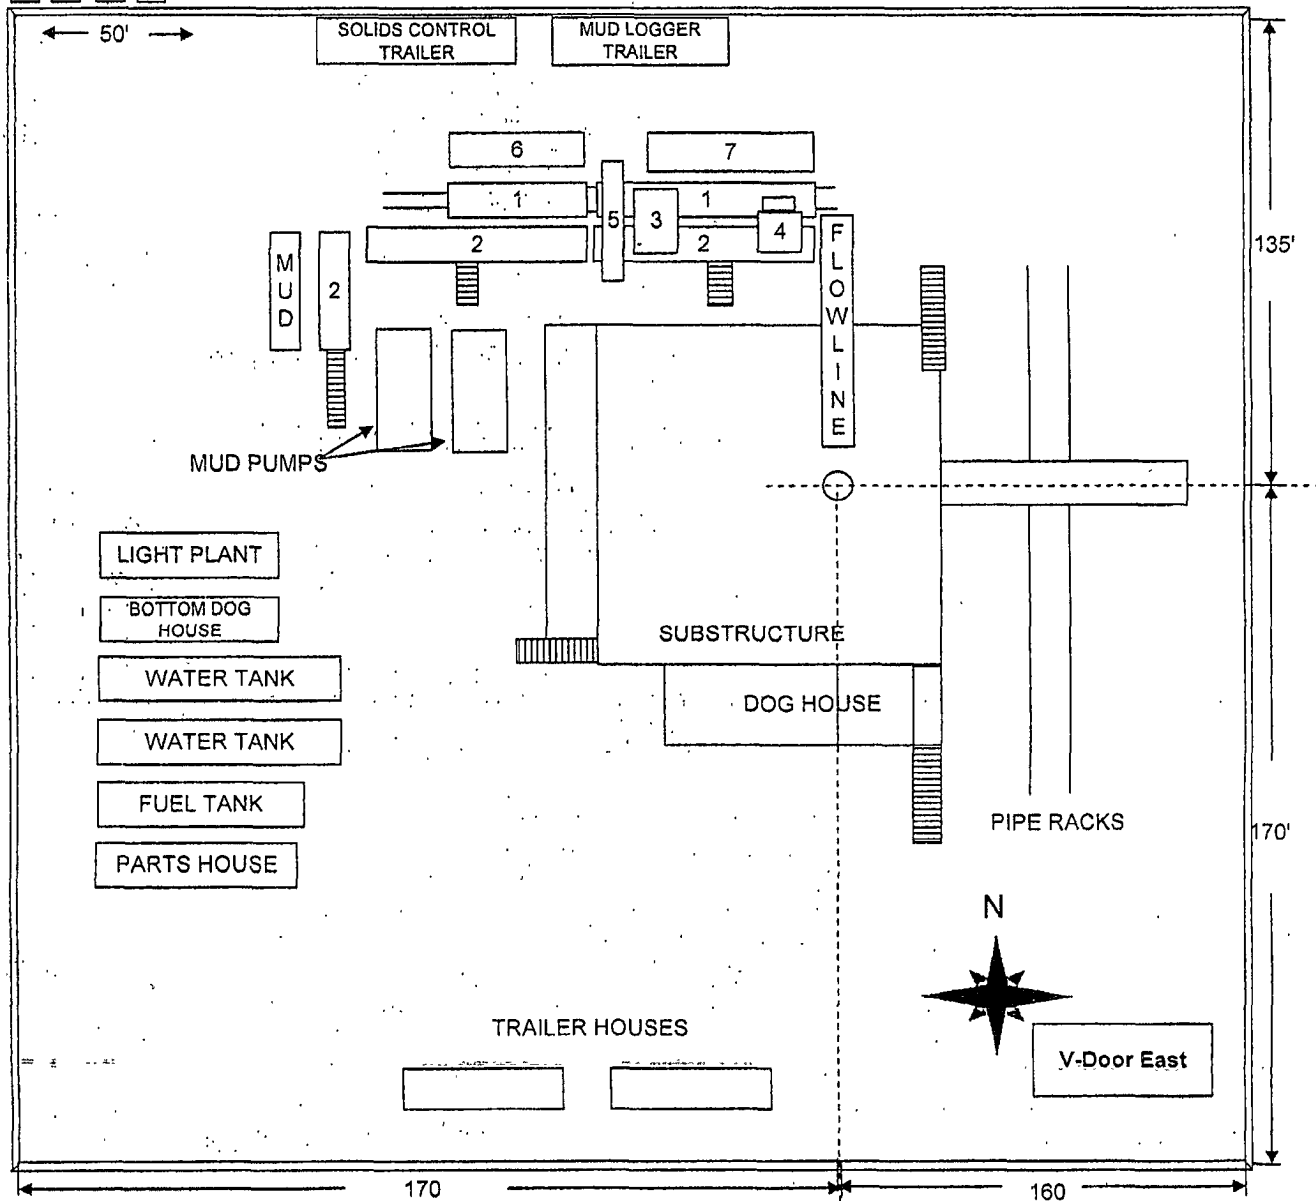 50'
SOLIDS CONTROL
TRAILER
MUD LOGGER
TRAILER
6
7
1
1
5
3
4
2
2
MUD
2
FLOWLINE
135'
MUD PUMPS
LIGHT PLANT
BOTTOM DOG
HOUSE
SUBSTRUCTURE
WATER TANK
DOG HOUSE
WATER TANK
FUEL TANK
PIPE RACKS
170'
PARTS HOUSE
N
TRAILER HOUSES
V-Door East
170
160